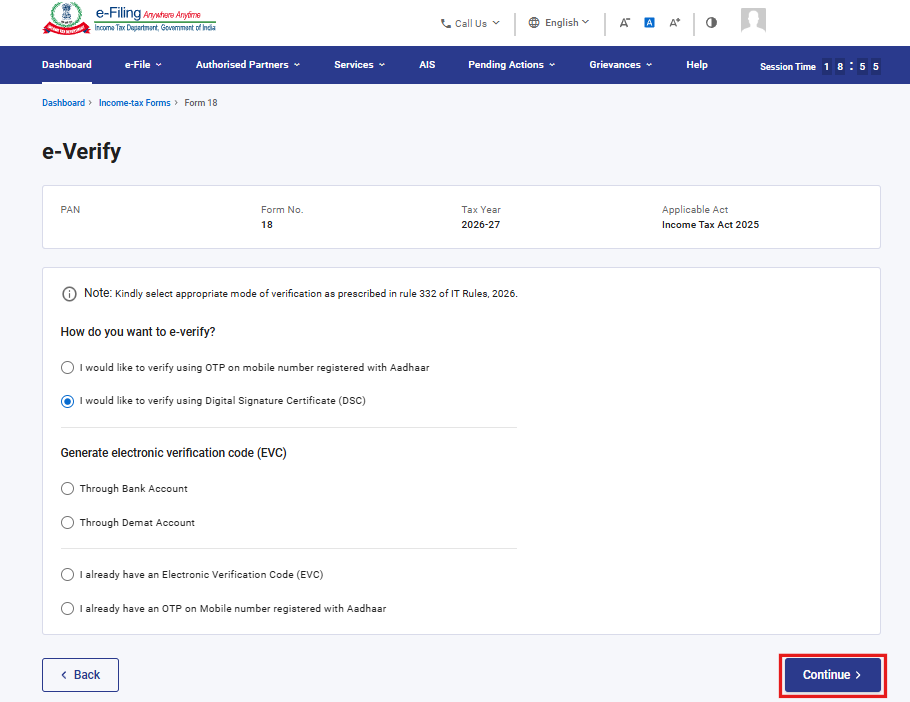 e-Filing Anywhere Anytime
Income Tax Department, Government of India
Call Us
English
A-
A
A+
Dashboard e-File Authorised Partners Services AIS Pending Actions Grievances Help Session Time 1 8 : 5 5
Dashboard > Income-tax Forms > Form 18
e-Verify
PAN Form No. Tax Year Applicable Act
18 2026-27 Income Tax Act 2025
Note: Kindly select appropriate mode of verification as prescribed in rule 332 of IT Rules, 2026.
How do you want to e-verify?
I would like to verify using OTP on mobile number registered with Aadhaar
I would like to verify using Digital Signature Certificate (DSC)
Generate electronic verification code (EVC)
Through Bank Account
Through Demat Account
I already have an Electronic Verification Code (EVC)
I already have an OTP on Mobile number registered with Aadhaar
< Back
Continue >